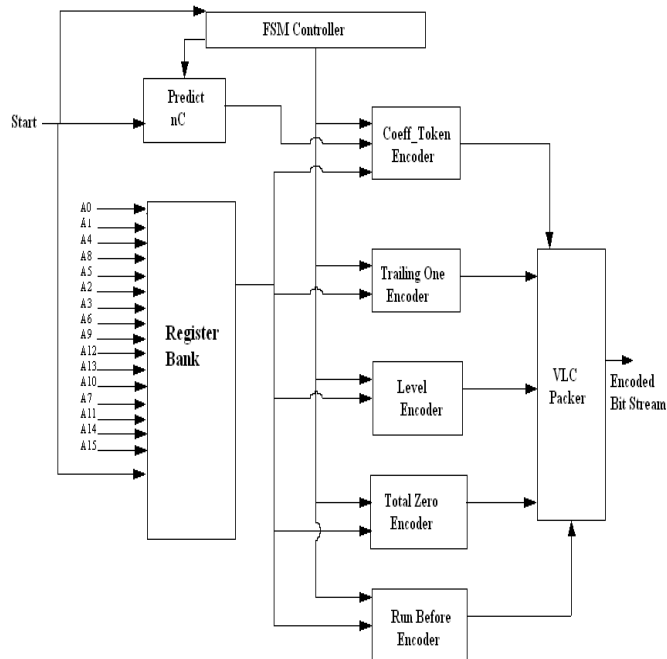 FSM Controller
Predict
nC
Start
Coeff_Token
Encoder
A0
A1
A4
A8
A5
A2
A3
A6
A9
A12
A13
A10
A7
A11
A14
A15
Register
Bank
Trailing One
Encoder
Level
Encoder
Total Zero
Encoder
Run Before
Encoder
VLC
Packer
Encoded
Bit Stream